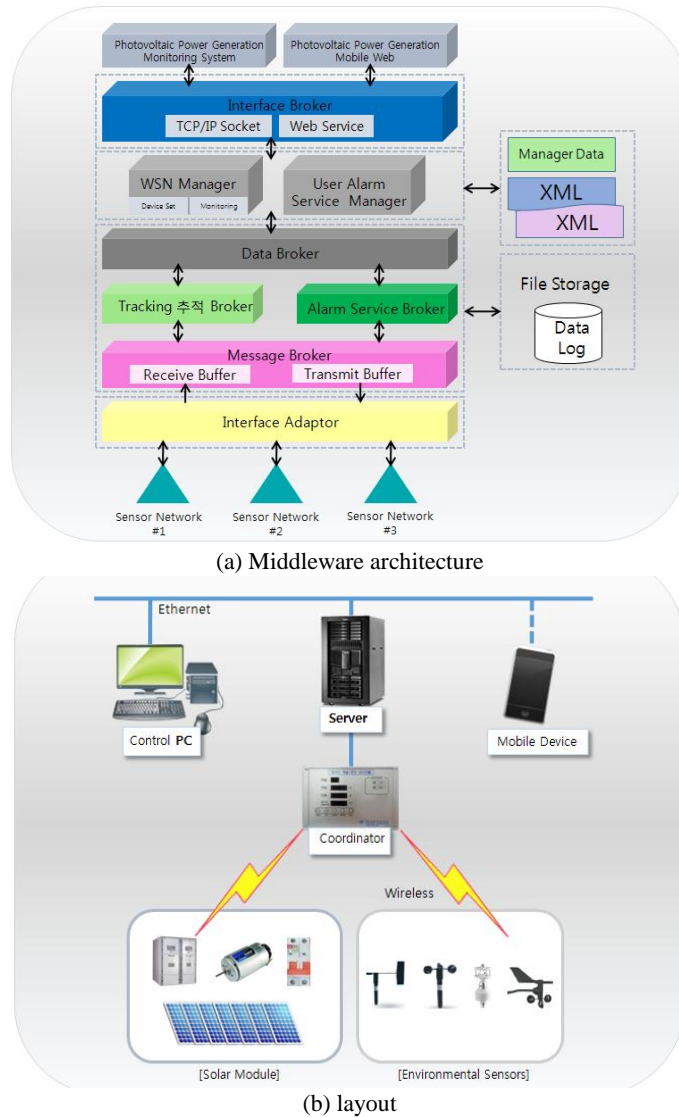 Photovoltaic Power Generation
Monitoring System
Photovoltaic Power Generation
Mobile Web
Interface Broker
TCP/IP Socket
Web Service
WSN Manager
Device Set
Monitoring
User Alarm
Service Manager
Manager Data
XML
XML
Data Broker
Tracking 추적 Broker
Alarm Service Broker
File Storage
Data
Log
Message Broker
Receive Buffer
Transmit Buffer
Interface Adaptor
Sensor Network
#1
Sensor Network
#2
Sensor Network
#3
(a) Middleware architecture
Ethernet
Control PC
Server
Mobile Device
Coordinator
Wireless
[Solar Module]
[Environmental Sensors]
(b) layout